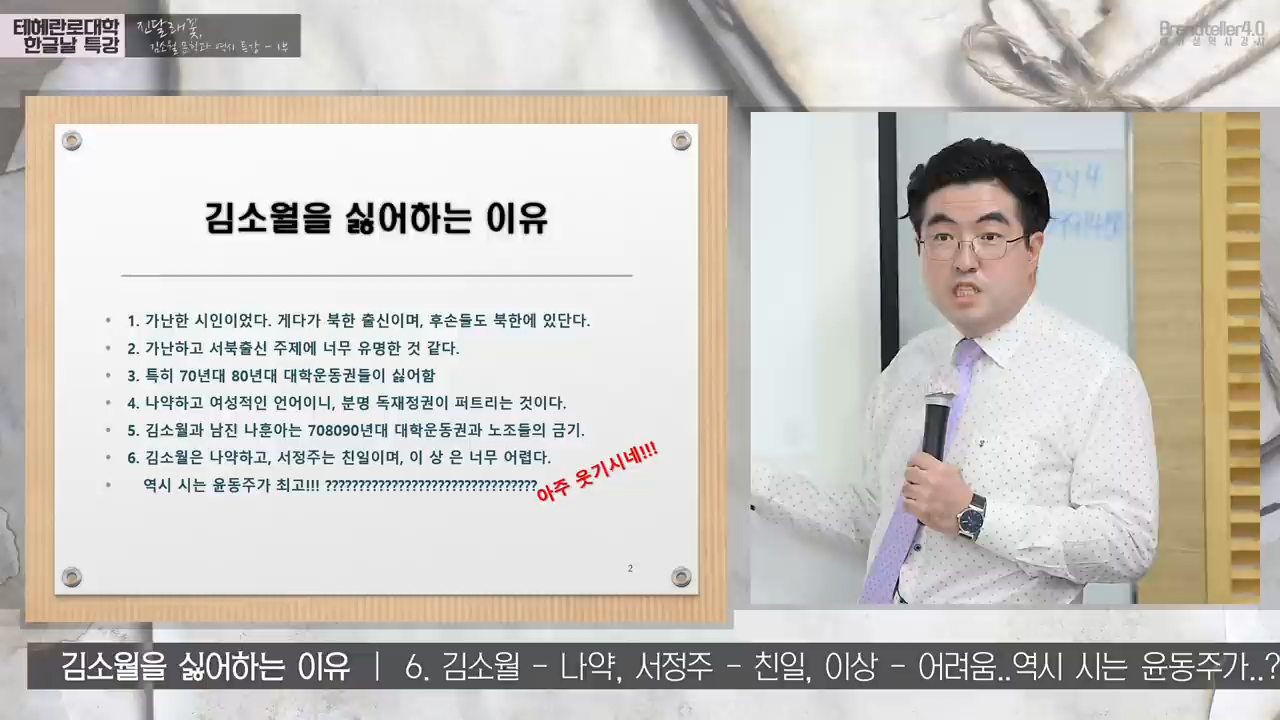 테헤란로대학
한글날 특강
진달래꽃,
김소월 문학과 역사 특강 - 1부
Brandteller4.0
김소월을 싫어하는 이유
• 1. 가난한 시인이었다. 게다가 북한 출신이며, 후손들도 북한에 있단다.
• 2. 가난하고 서북출신 주제에 너무 유명한 것 같다.
• 3. 특히 70년대 80년대 대학운동권들이 싫어함
• 4. 나약하고 여성적인 언어이니, 분명 독재정권이 퍼트리는 것이다.
• 5. 김소월과 남진 나훈아는 708090년대 대학운동권과 노조들의 금기.
• 6. 김소월은 나약하고, 서정주는 친일이며, 이 상 은 너무 어렵다.
• 역시 시는 윤동주가 최고!!! ????????????????????????????????
아주 웃기시네!!!
2
김소월을 싫어하는 이유 | 6. 김소월 - 나약, 서정주 - 친일, 이상 - 어려움..역시 시는 윤동주가..?